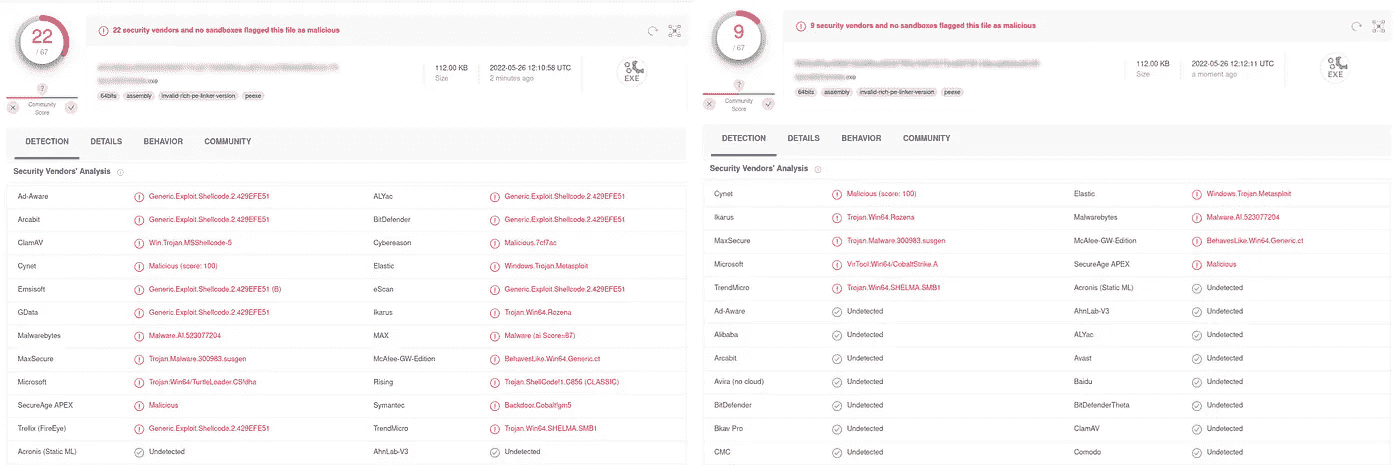 22
/ 67
22 security vendors and no sandboxes flagged this file as malicious
.exe
64bits assembly invalid-rich-pe-linker-version peexe
112.00 KB
Size
2022-05-26 12:10:58 UTC
2 minutes ago
EXE
Community
Score
DETECTION DETAILS BEHAVIOR COMMUNITY
Security Vendors' Analysis
Ad-Aware Generic.Exploit.Shellcode.2.429EFE51 ALYac Generic.Exploit.Shellcode.2.429EFE51
Arcabit Generic.Exploit.Shellcode.2.429EFE51 BitDefender Generic.Exploit.Shellcode.2.429EFE51
ClamAV Win.Trojan.MSShellcode-5 Cybereason Malicious.7cf7ac
Cynet Malicious (score: 100) Elastic Windows.Trojan.Metasploit
Emsisoft Generic.Exploit.Shellcode.2.429EFE51 (B) eScan Generic.Exploit.Shellcode.2.429EFE51
GData Generic.Exploit.Shellcode.2.429EFE51 Ikarus Trojan.Win64.Rozena
Malwarebytes Malware.AI.523077204 MAX Malware (ai Score=87)
MaxSecure Trojan.Malware.300983.susgen McAfee-GW-Edition BehavesLike.Win64.Generic.ct
Microsoft Trojan:Win64/TurtleLoader.CS!dha Rising Trojan.ShellCode!1.C856 (CLASSIC)
SecureAge APEX Malicious Symantec Backdoor.Cobalt!gm5
Trellix (FireEye) Generic.Exploit.Shellcode.2.429EFE51 TrendMicro Trojan.Win64.SHELMA.SMB1
Acronis (Static ML) Undetected AhnLab-V3 Undetected
9
/ 67
9 security vendors and no sandboxes flagged this file as malicious
.exe
64bits assembly invalid-rich-pe-linker-version peexe
112.00 KB
Size
2022-05-26 12:12:11 UTC
a moment ago
EXE
Community
Score
DETECTION DETAILS BEHAVIOR COMMUNITY
Security Vendors' Analysis
Cynet Malicious (score: 100) Elastic Windows.Trojan.Metasploit
Ikarus Trojan.Win64.Rozena Malwarebytes Malware.AI.523077204
MaxSecure Trojan.Malware.300983.susgen McAfee-GW-Edition BehavesLike.Win64.Generic.ct
Microsoft VirTool:Win64/CobaltStrike.A SecureAge APEX Malicious
TrendMicro Trojan.Win64.SHELMA.SMB1 Acronis (Static ML) Undetected
Ad-Aware Undetected AhnLab-V3 Undetected
Alibaba Undetected ALYac Undetected
Arcabit Undetected Avast Undetected
Avira (no cloud) Undetected Baidu Undetected
BitDefender Undetected BitDefenderTheta Undetected
Bkav Pro Undetected ClamAV Undetected
CMC Undetected Comodo Undetected